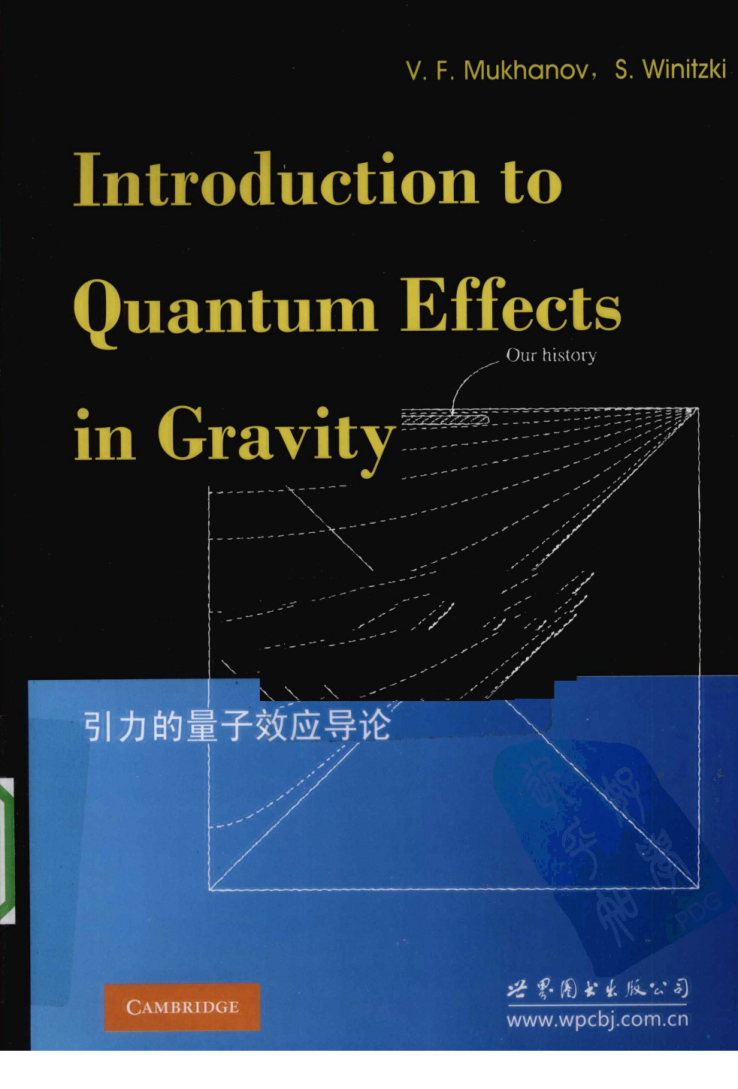 V. F. Mukhanov, S. Winitzki
Introduction to
Quantum Effects
Our history
in Gravity
引力的量子效应导论
CAMBRIDGE
世界图书出版公司
www.wpcbj.com.cn
PDG